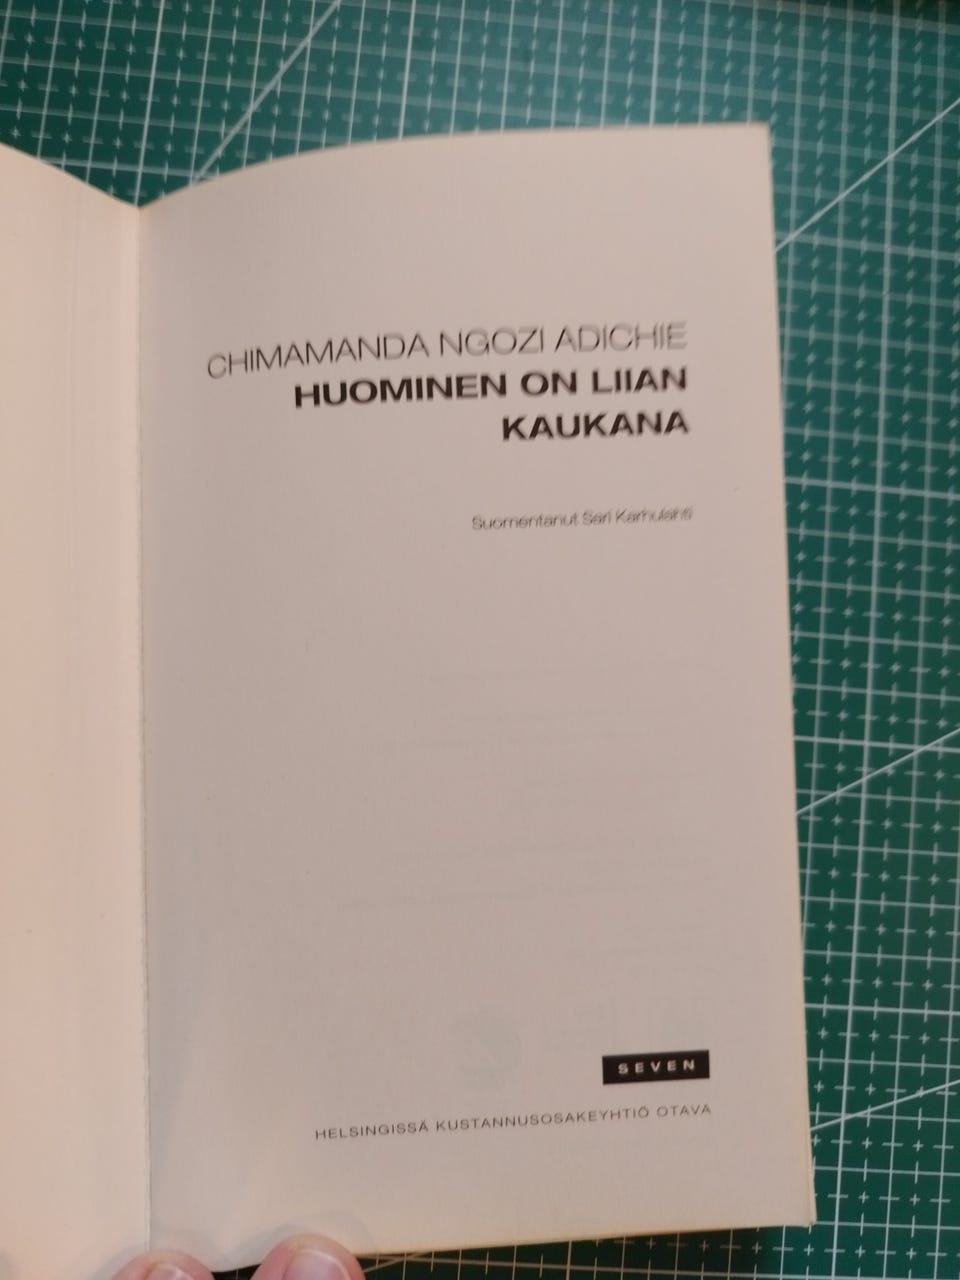 CHIMAMANDA NGOZI ADICHIE
HUOMINEN ON LIIAN
KAUKANA
Suomentanut Sari Karhulahti
SEVEN
HELSINGISSÄ KUSTANNUSOSAKEYHTIÖ OTAVA